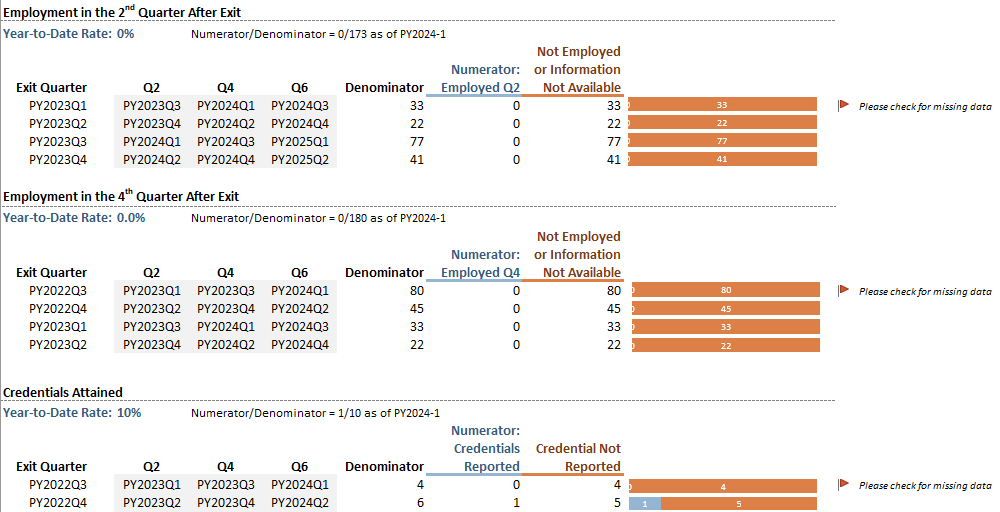 Employment in the 2nd Quarter After Exit
Year-to-Date Rate: 0% Numerator/Denominator = 0/173 as of PY2024-1
Not Employed
Numerator: or Information
Exit Quarter Q2 Q4 Q6 Denominator Employed Q2 Not Available
PY2023Q1 PY2023Q3 PY2024Q1 PY2024Q3 33 0 33 0 33 Please check for missing data
PY2023Q2 PY2023Q4 PY2024Q2 PY2024Q4 22 0 22 0 22
PY2023Q3 PY2024Q1 PY2024Q3 PY2025Q1 77 0 77 0 77
PY2023Q4 PY2024Q2 PY2024Q4 PY2025Q2 41 0 41 0 41
Employment in the 4th Quarter After Exit
Year-to-Date Rate: 0.0% Numerator/Denominator = 0/180 as of PY2024-1
Not Employed
Numerator: or Information
Exit Quarter Q2 Q4 Q6 Denominator Employed Q4 Not Available
PY2022Q3 PY2023Q1 PY2023Q3 PY2024Q1 80 0 80 0 80 Please check for missing data
PY2022Q4 PY2023Q2 PY2023Q4 PY2024Q2 45 0 45 0 45
PY2023Q1 PY2023Q3 PY2024Q1 PY2024Q3 33 0 33 0 33
PY2023Q2 PY2023Q4 PY2024Q2 PY2024Q4 22 0 22 0 22
Credentials Attained
Year-to-Date Rate: 10% Numerator/Denominator = 1/10 as of PY2024-1
Numerator:
Credentials Credential Not
Exit Quarter Q2 Q4 Q6 Denominator Reported Reported
PY2022Q3 PY2023Q1 PY2023Q3 PY2024Q1 4 0 4 0 4 Please check for missing data
PY2022Q4 PY2023Q2 PY2023Q4 PY2024Q2 6 1 5 1 5